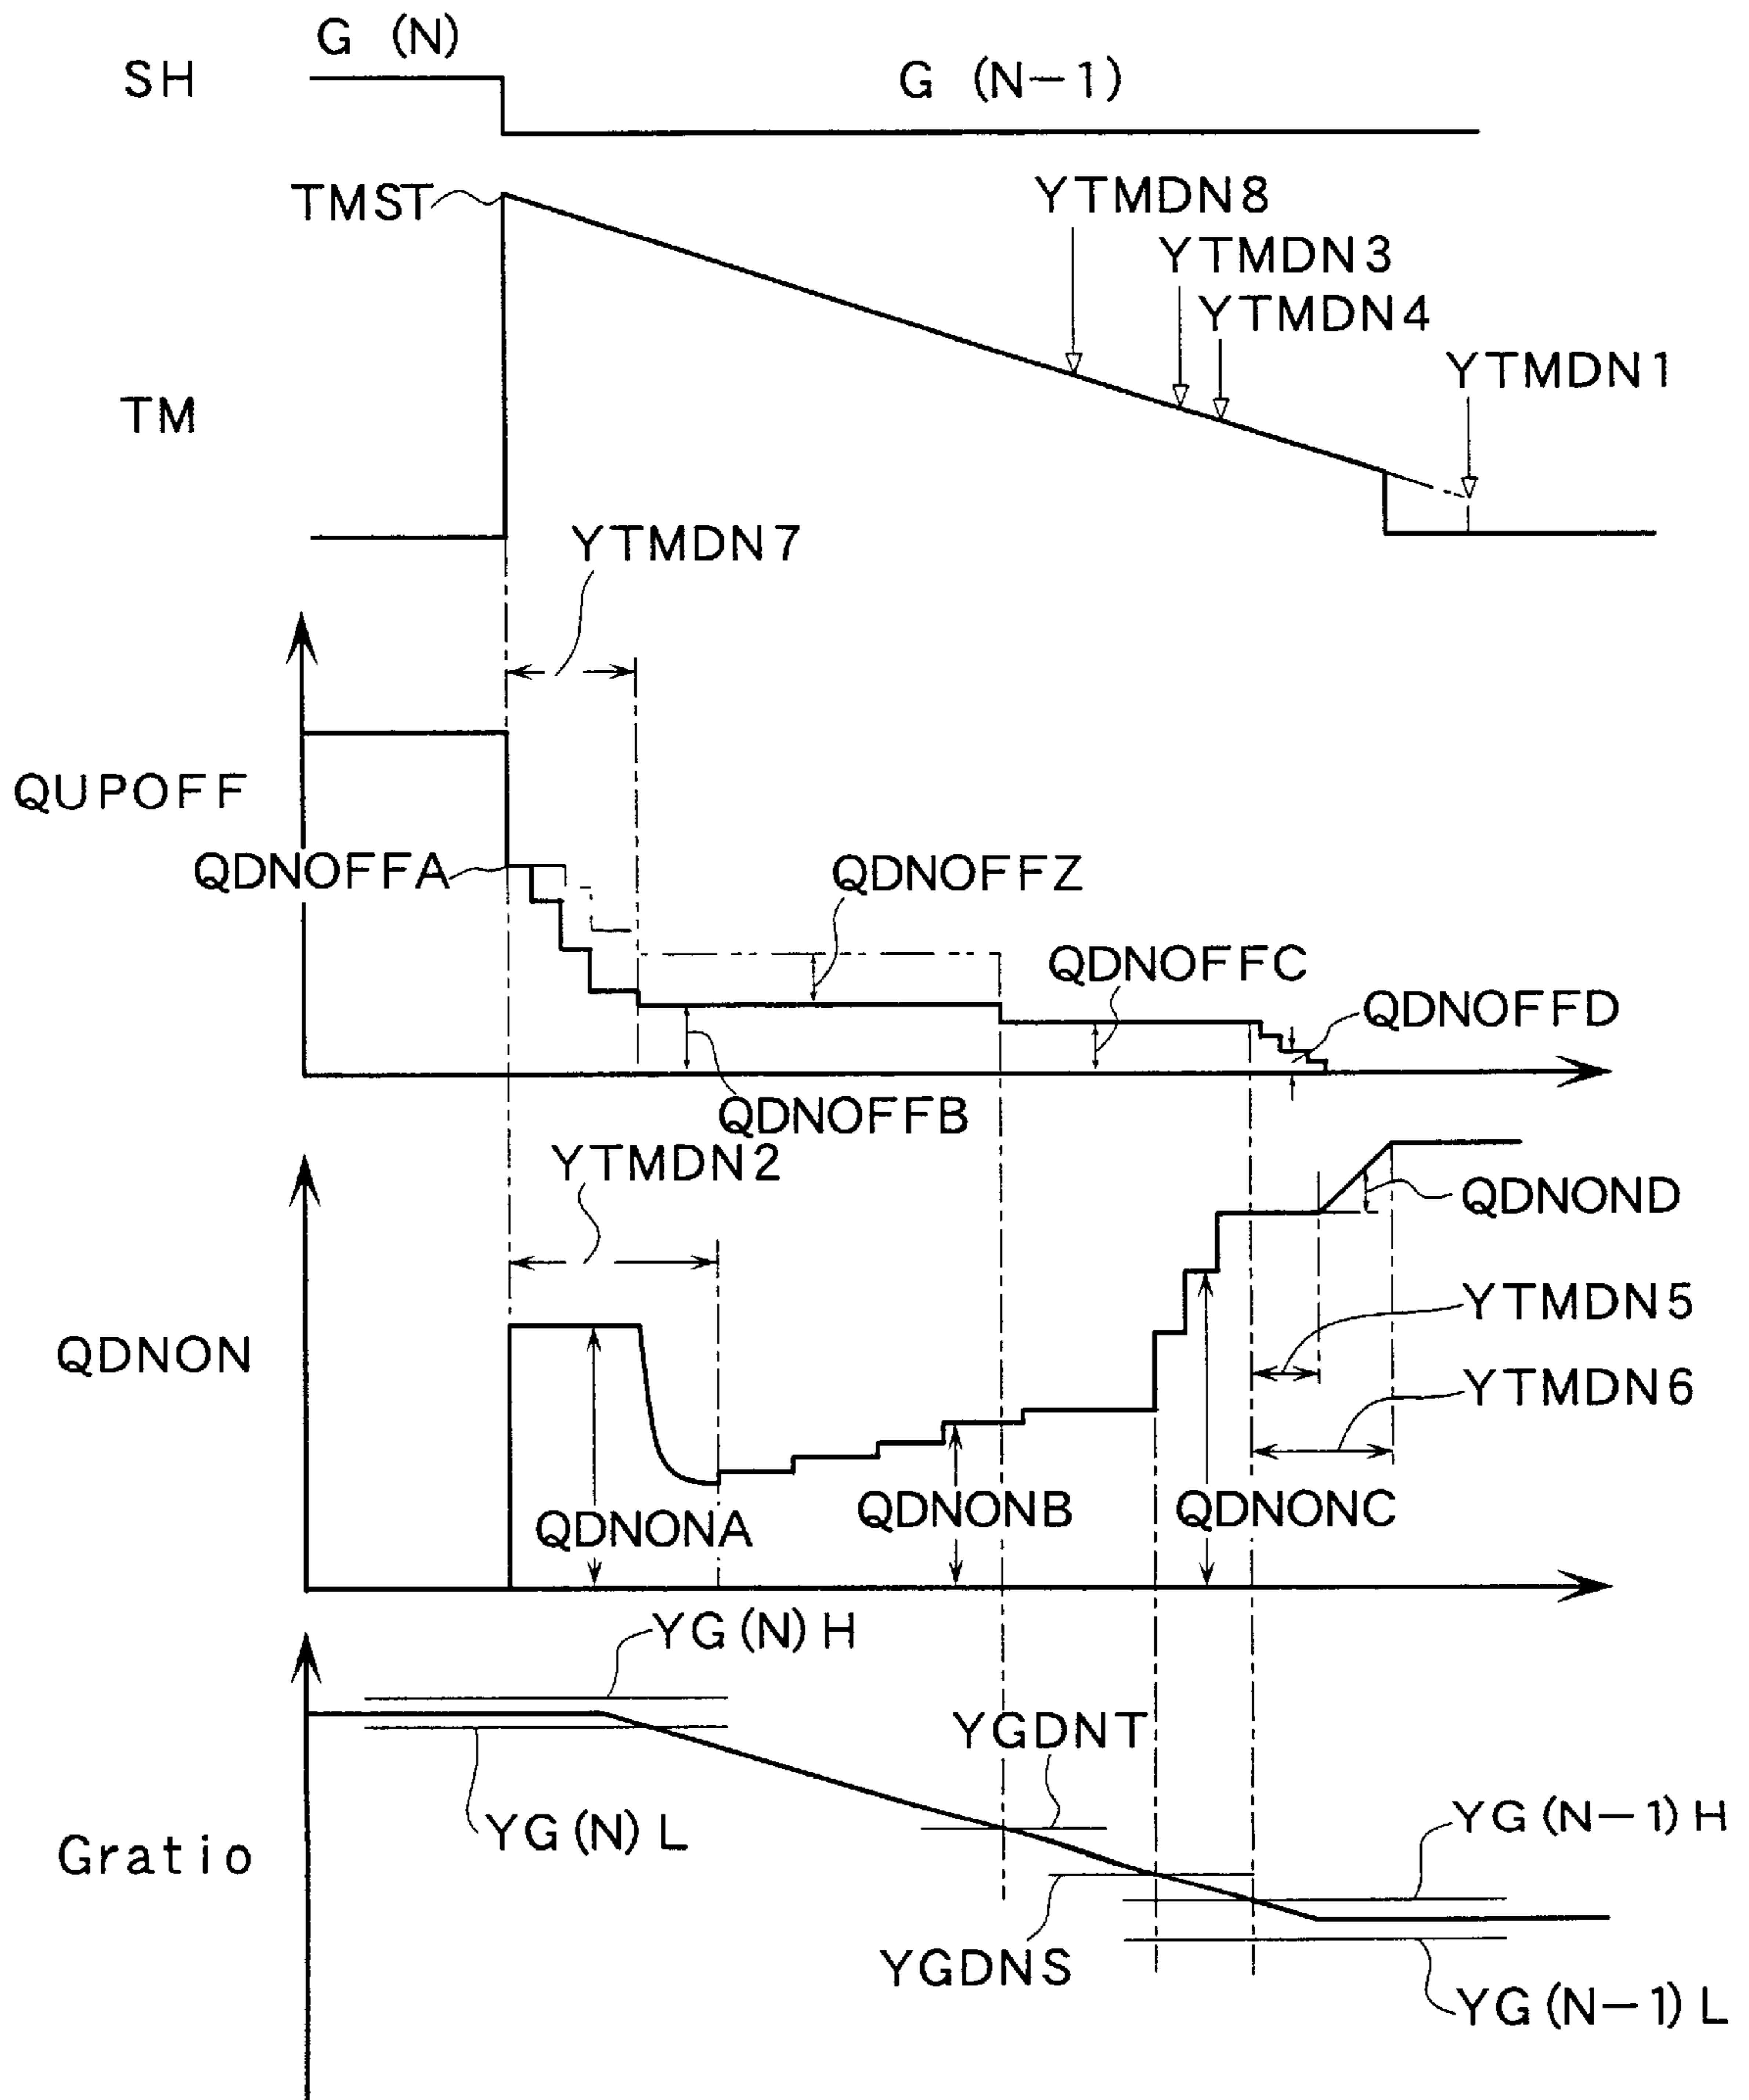 G (N)
SH
G (N-1)
TMST
YTMDN8
YTMDN3
YTMDN4
YTMDN1
TM
YTMDN7
QUPOFF
QDNOFFA
QDNOFFZ
QDNOFFC
QDNOFFD
QDNOFFB
YTMDN2
QDNOND
YTMDN5
QDNON
YTMDN6
QDNONA
QDNONB
QDNONC
YG(N)H
YGDNT
YG(N)L
YG(N-1)H
Gratio
YGDNS
YG(N-1)L